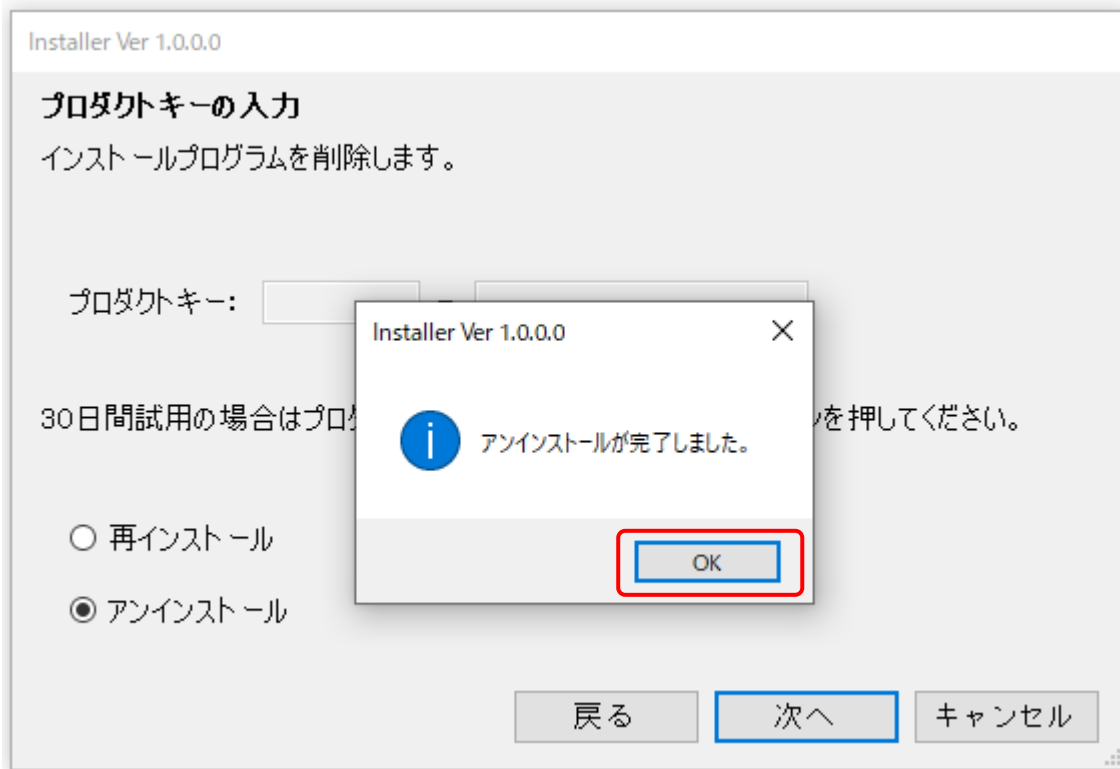 Installer Ver 1.0.0.0
プロダクトキーの入力
インストールプログラムを削除します。
プロダクトキー:
Installer Ver 1.0.0.0
アンインストールが完了しました。
OK
30日間試用の場合はプロ を押してください。
再インストール
アンインストール
戻る
次へ
キャンセル